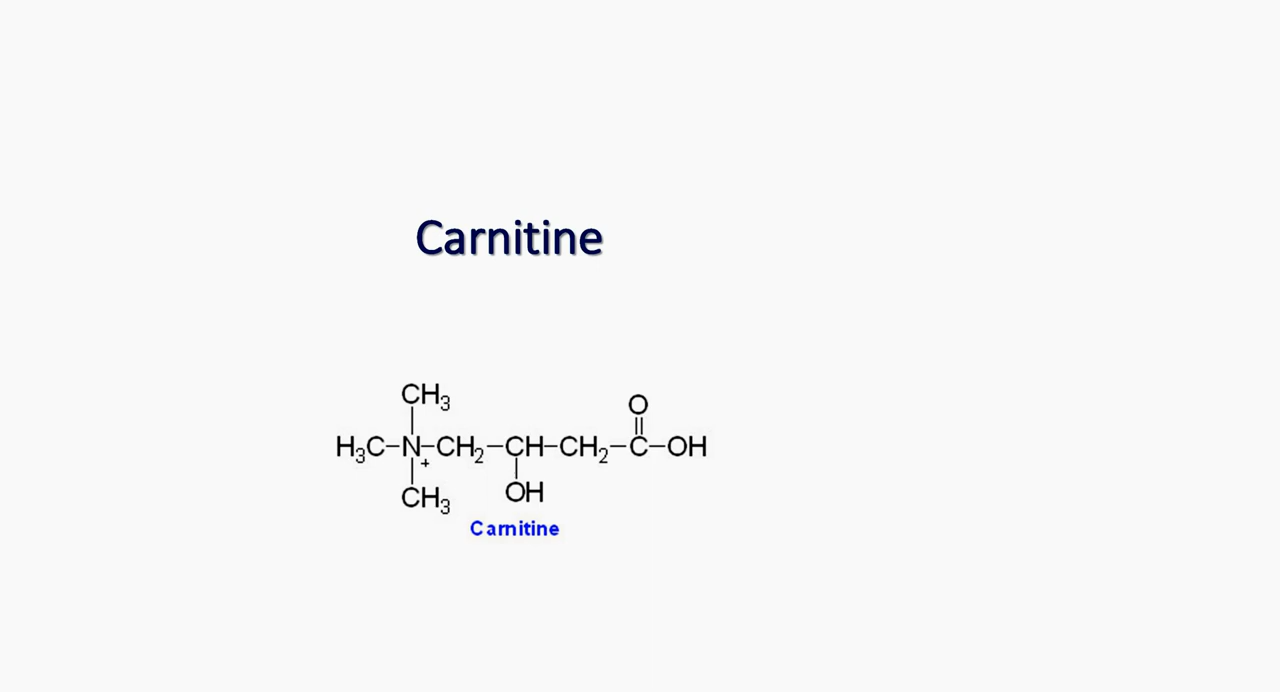 Carnitine
CH₃
O
H₃C–N–CH₂–CH–CH₂–C–OH
+
CH₃ OH
Carnitine